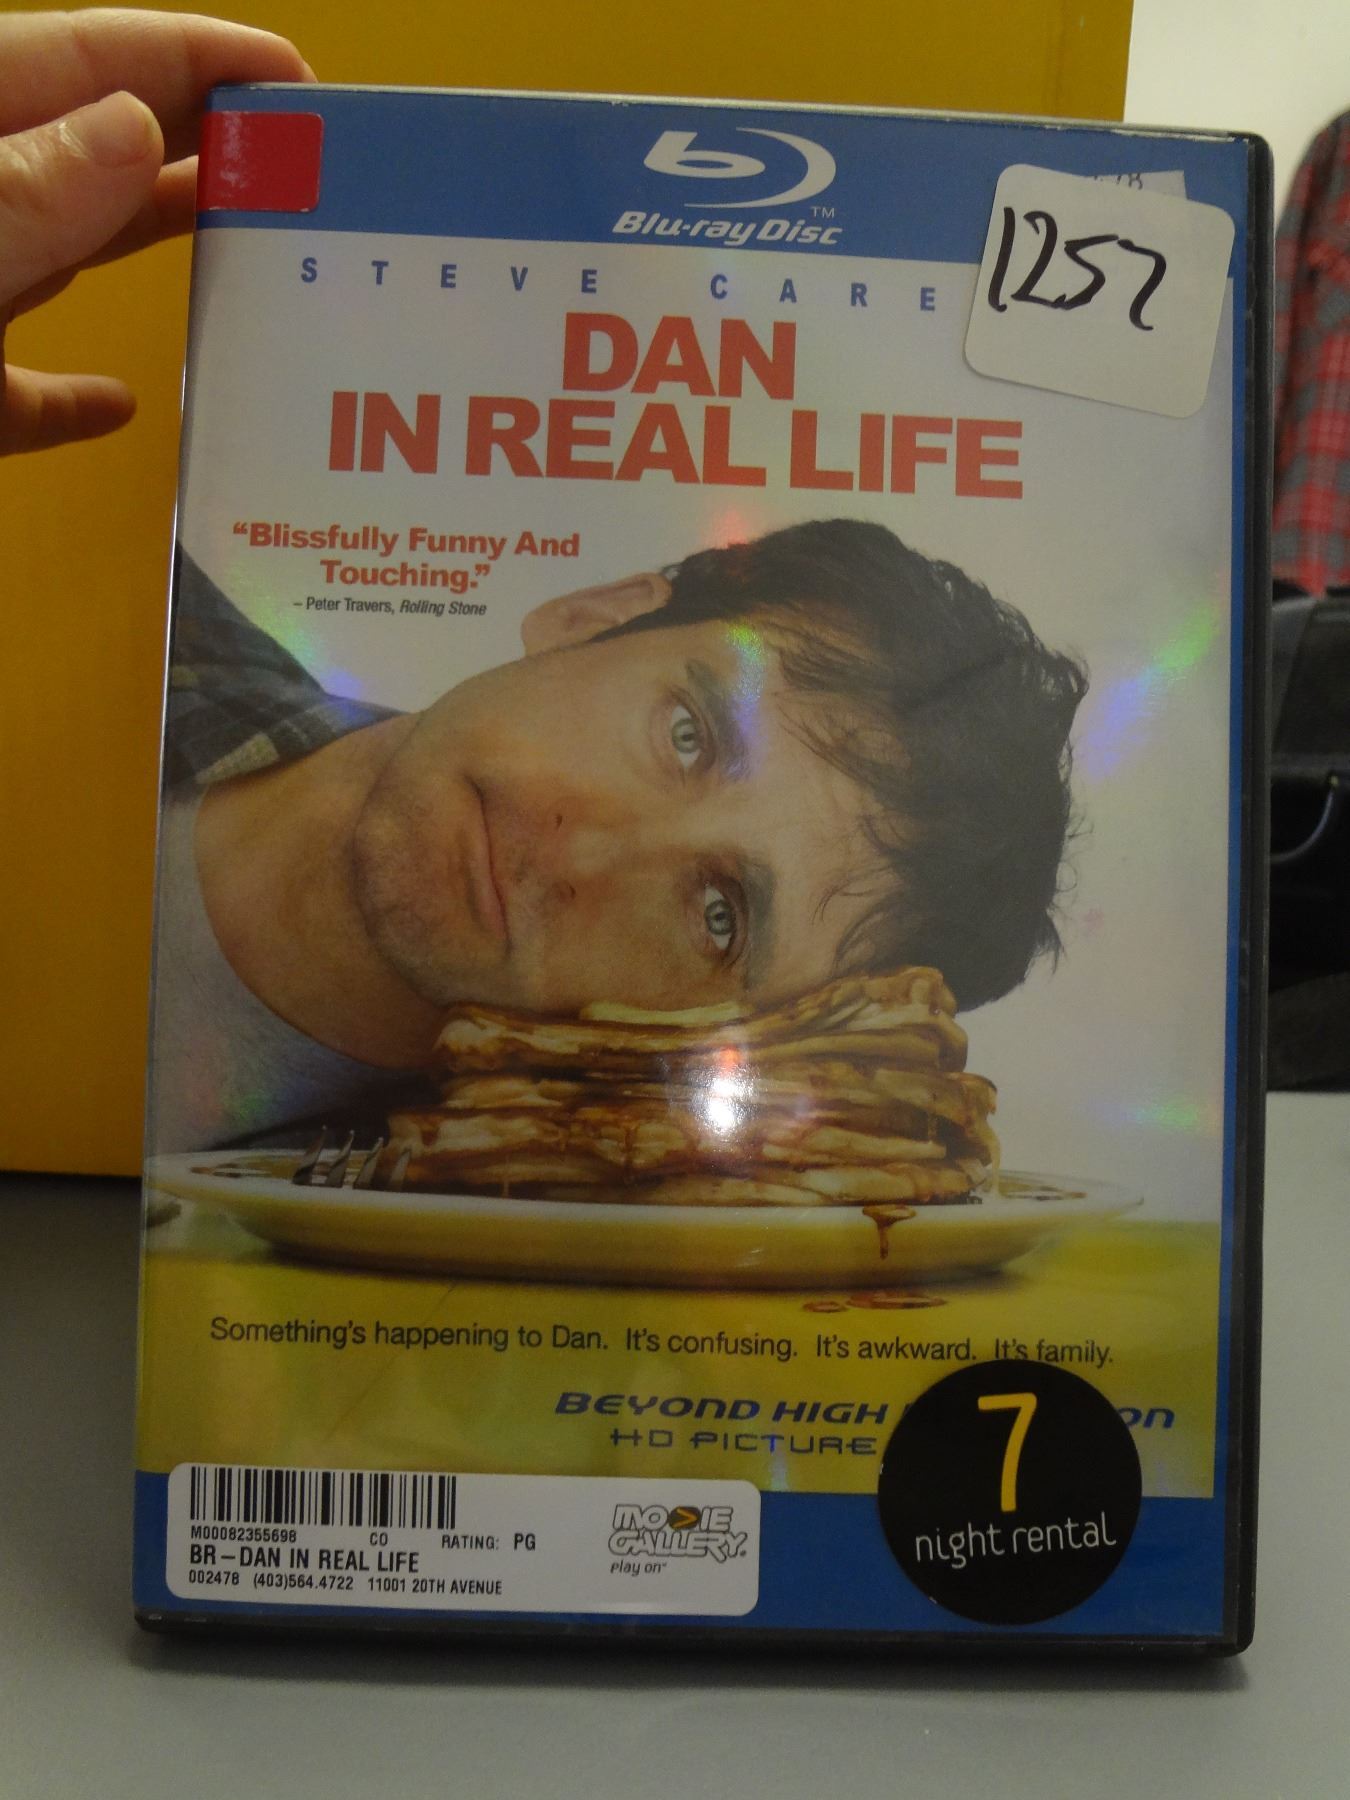 Blu-ray Disc™
1257
STEVE CARE
DAN
IN REAL LIFE
“Blissfully Funny And
Touching.”
– Peter Travers, Rolling Stone
Something's happening to Dan. It's confusing. It's awkward. It's family.
BEYOND HIGH
HD PICTURE
7
night rental
M00082355698 CO RATING: PG
BR-DAN IN REAL LIFE
002478 (403)564.4722 11001 20TH AVENUE
MOVIE
GALLERY
play on